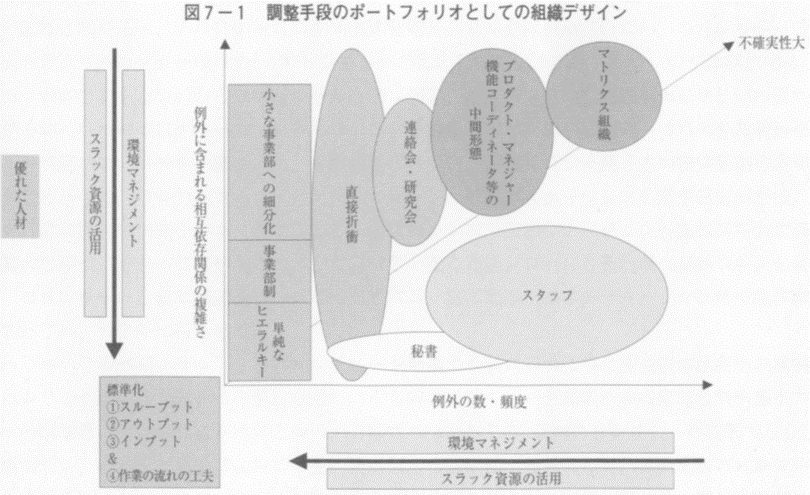 図7－1　調整手段のポートフォリオとしての組織デザイン
不確実性大
優れた人材
スラック資源の活用
環境マネジメント
例外に含まれる相互依存関係の複雑さ
小さな事業部への細分化
事業部制
単純な
ヒエラルキー
直接折衝
連絡会・研究会
プロダクト・マネジャー
機能コーディネータ等の
中間形態
マトリクス組織
スタッフ
秘書
例外の数・頻度
標準化
①スループット
②アウトプット
③インプット
&
④作業の流れの工夫
環境マネジメント
スラック資源の活用